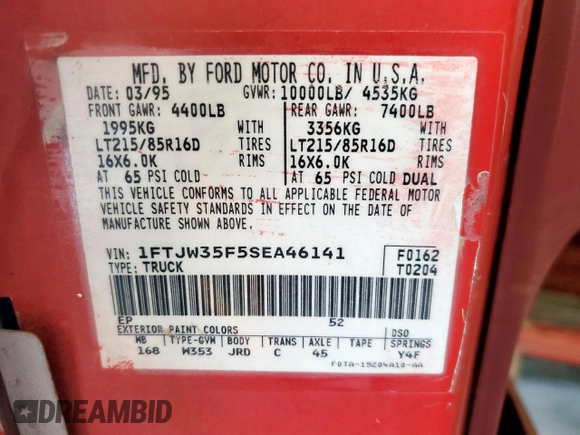 MFD. BY FORD MOTOR CO. IN U.S.A.
DATE: 03/95 GVWR: 10000LB/ 4535KG
FRONT GAWR: 4400LB REAR GAWR: 7400LB
1995KG WITH 3356KG WITH
LT215/85R16D TIRES LT215/85R16D TIRES
16X6.0K RIMS 16X6.0K RIMS
AT 65 PSI COLD AT 65 PSI COLD DUAL
THIS VEHICLE CONFORMS TO ALL APPLICABLE FEDERAL MOTOR
VEHICLE SAFETY STANDARDS IN EFFECT ON THE DATE OF
MANUFACTURE SHOWN ABOVE.
VIN: 1FTJW35F5SEA46141 F0162
TYPE: TRUCK T0204
EP 52
EXTERIOR PAINT COLORS DSO
WB TYPE-GVM BODY TRANS AXLE TAPE SPRINGS
168 W353 JRD C 45 Y4F
F0TA-15204A10-AA
DREAMBID